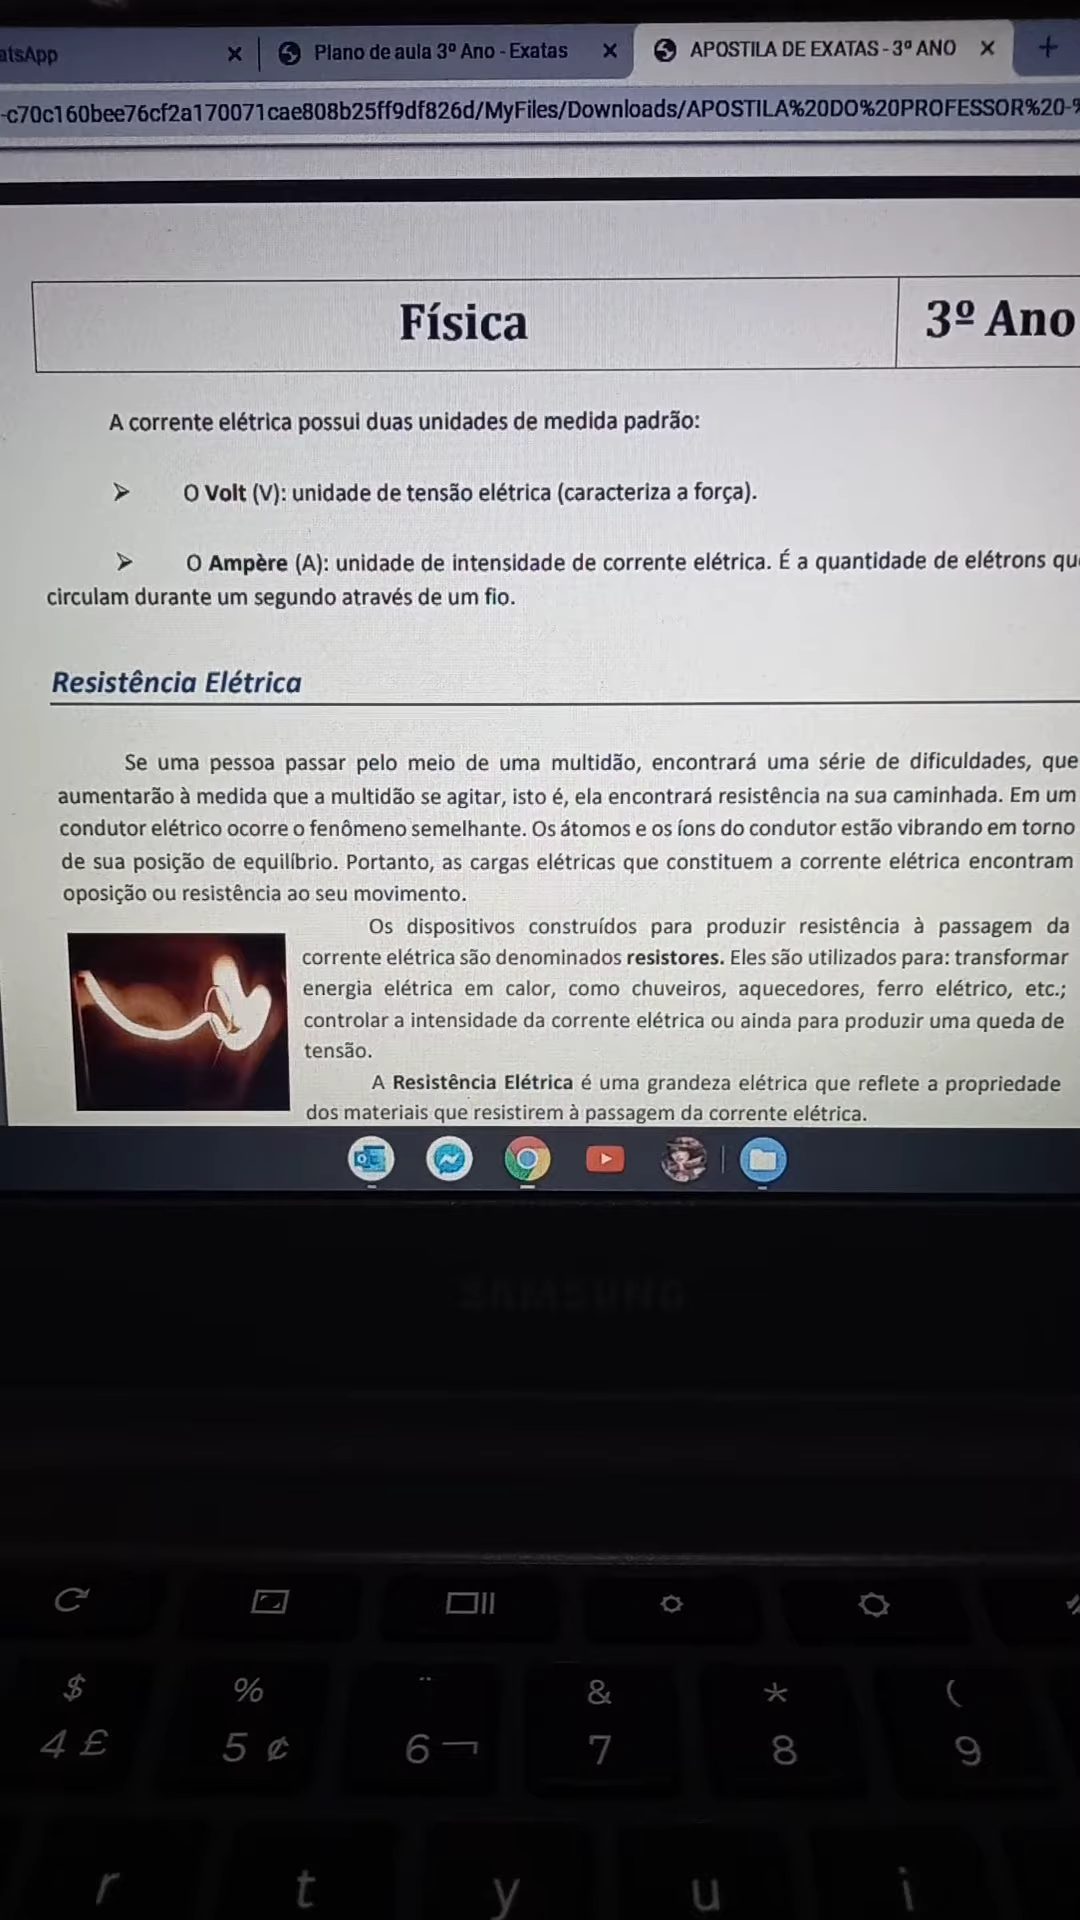 atsApp
Plano de aula 3º Ano - Exatas
APOSTILA DE EXATAS - 3º ANO
-c70c160bee76cf2a170071cae808b25ff9df826d/MyFiles/Downloads/APOSTILA%20DO%20PROFESSOR%20-%
Física
3º Ano
A corrente elétrica possui duas unidades de medida padrão:
➢ O Volt (V): unidade de tensão elétrica (caracteriza a força).
➢ O Ampère (A): unidade de intensidade de corrente elétrica. É a quantidade de elétrons qu
circulam durante um segundo através de um fio.
Resistência Elétrica
Se uma pessoa passar pelo meio de uma multidão, encontrará uma série de dificuldades, que
aumentarão à medida que a multidão se agitar, isto é, ela encontrará resistência na sua caminhada. Em um
condutor elétrico ocorre o fenômeno semelhante. Os átomos e os íons do condutor estão vibrando em torno
de sua posição de equilíbrio. Portanto, as cargas elétricas que constituem a corrente elétrica encontram
oposição ou resistência ao seu movimento.
Os dispositivos construídos para produzir resistência à passagem da
corrente elétrica são denominados resistores. Eles são utilizados para: transformar
energia elétrica em calor, como chuveiros, aquecedores, ferro elétrico, etc.;
controlar a intensidade da corrente elétrica ou ainda para produzir uma queda de
tensão.
A Resistência Elétrica é uma grandeza elétrica que reflete a propriedade
dos materiais que resistirem à passagem da corrente elétrica.
SAMSUNG
$ % ¨ & * (
4 £ 5 ¢ 6 ¬ 7 8 9
r t y u i